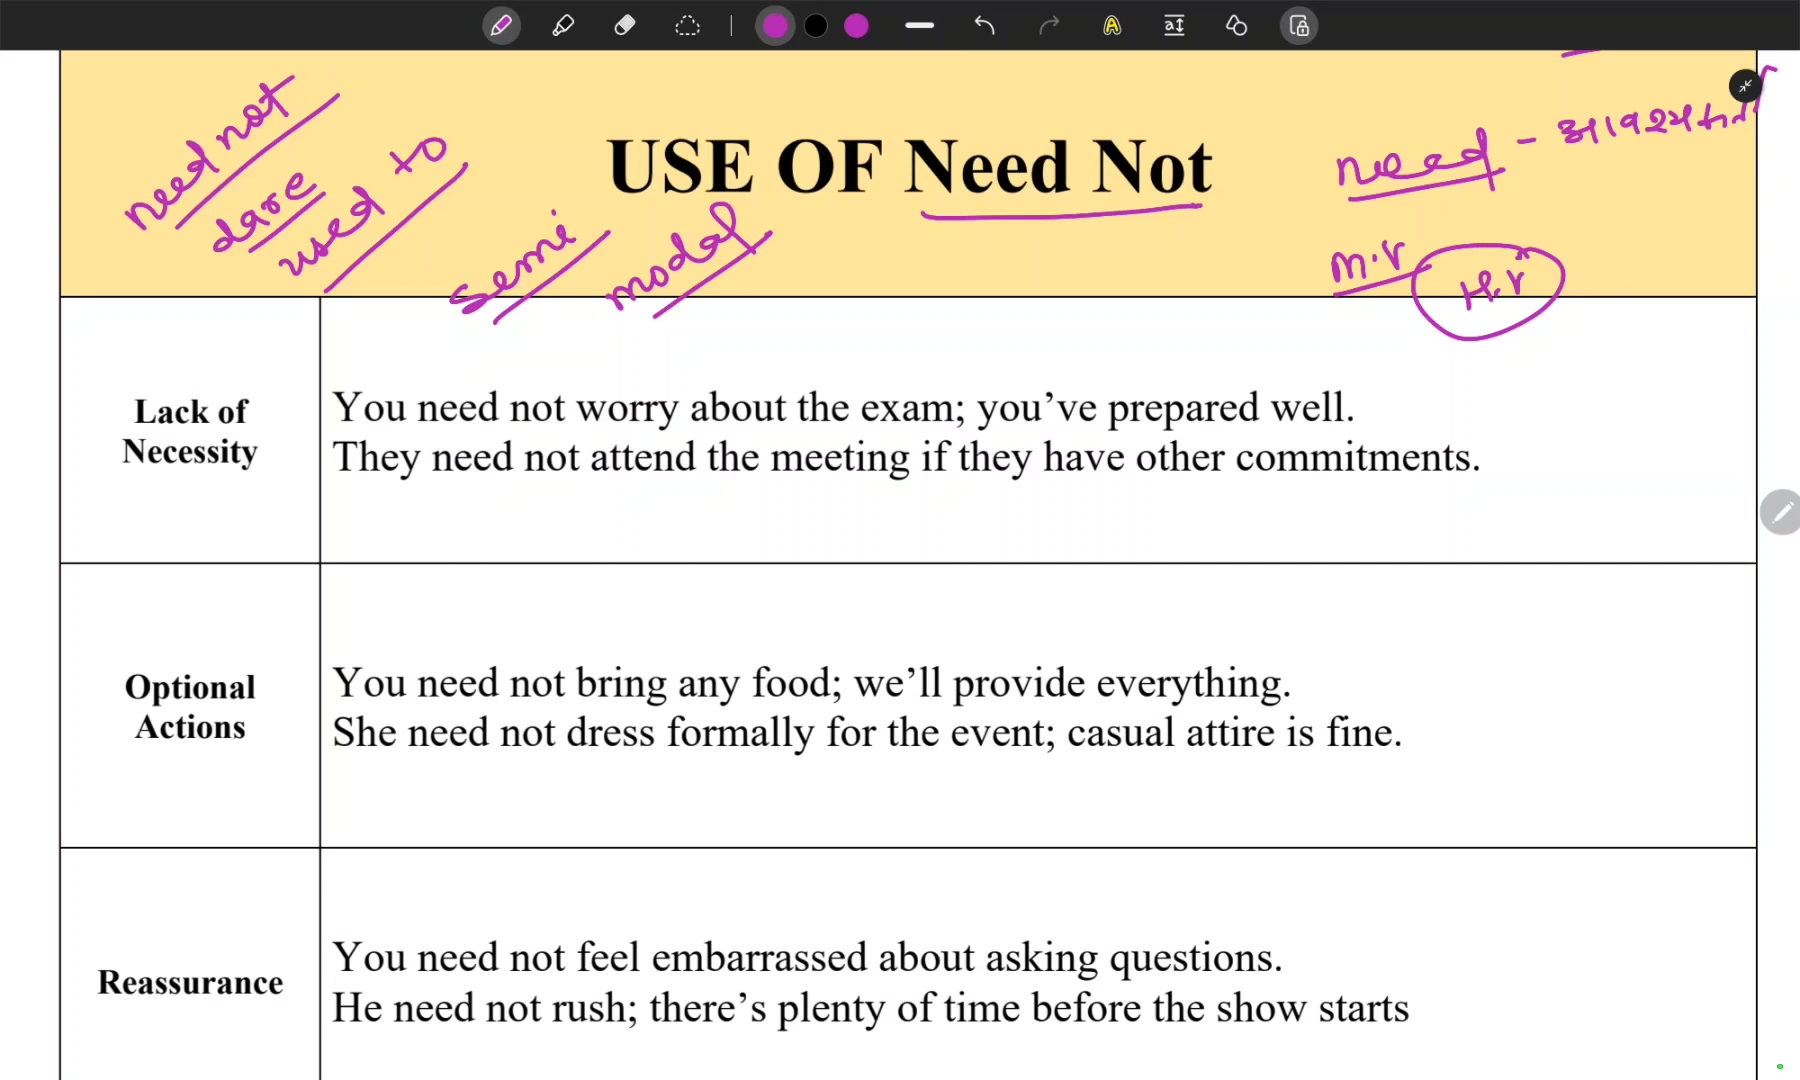 need not
dare
used to
semi modal
USE OF Need Not
need - आवश्यकता
m.v
H.v
Lack of
Necessity
You need not worry about the exam; you’ve prepared well.
They need not attend the meeting if they have other commitments.
Optional
Actions
You need not bring any food; we’ll provide everything.
She need not dress formally for the event; casual attire is fine.
Reassurance
You need not feel embarrassed about asking questions.
He need not rush; there’s plenty of time before the show starts